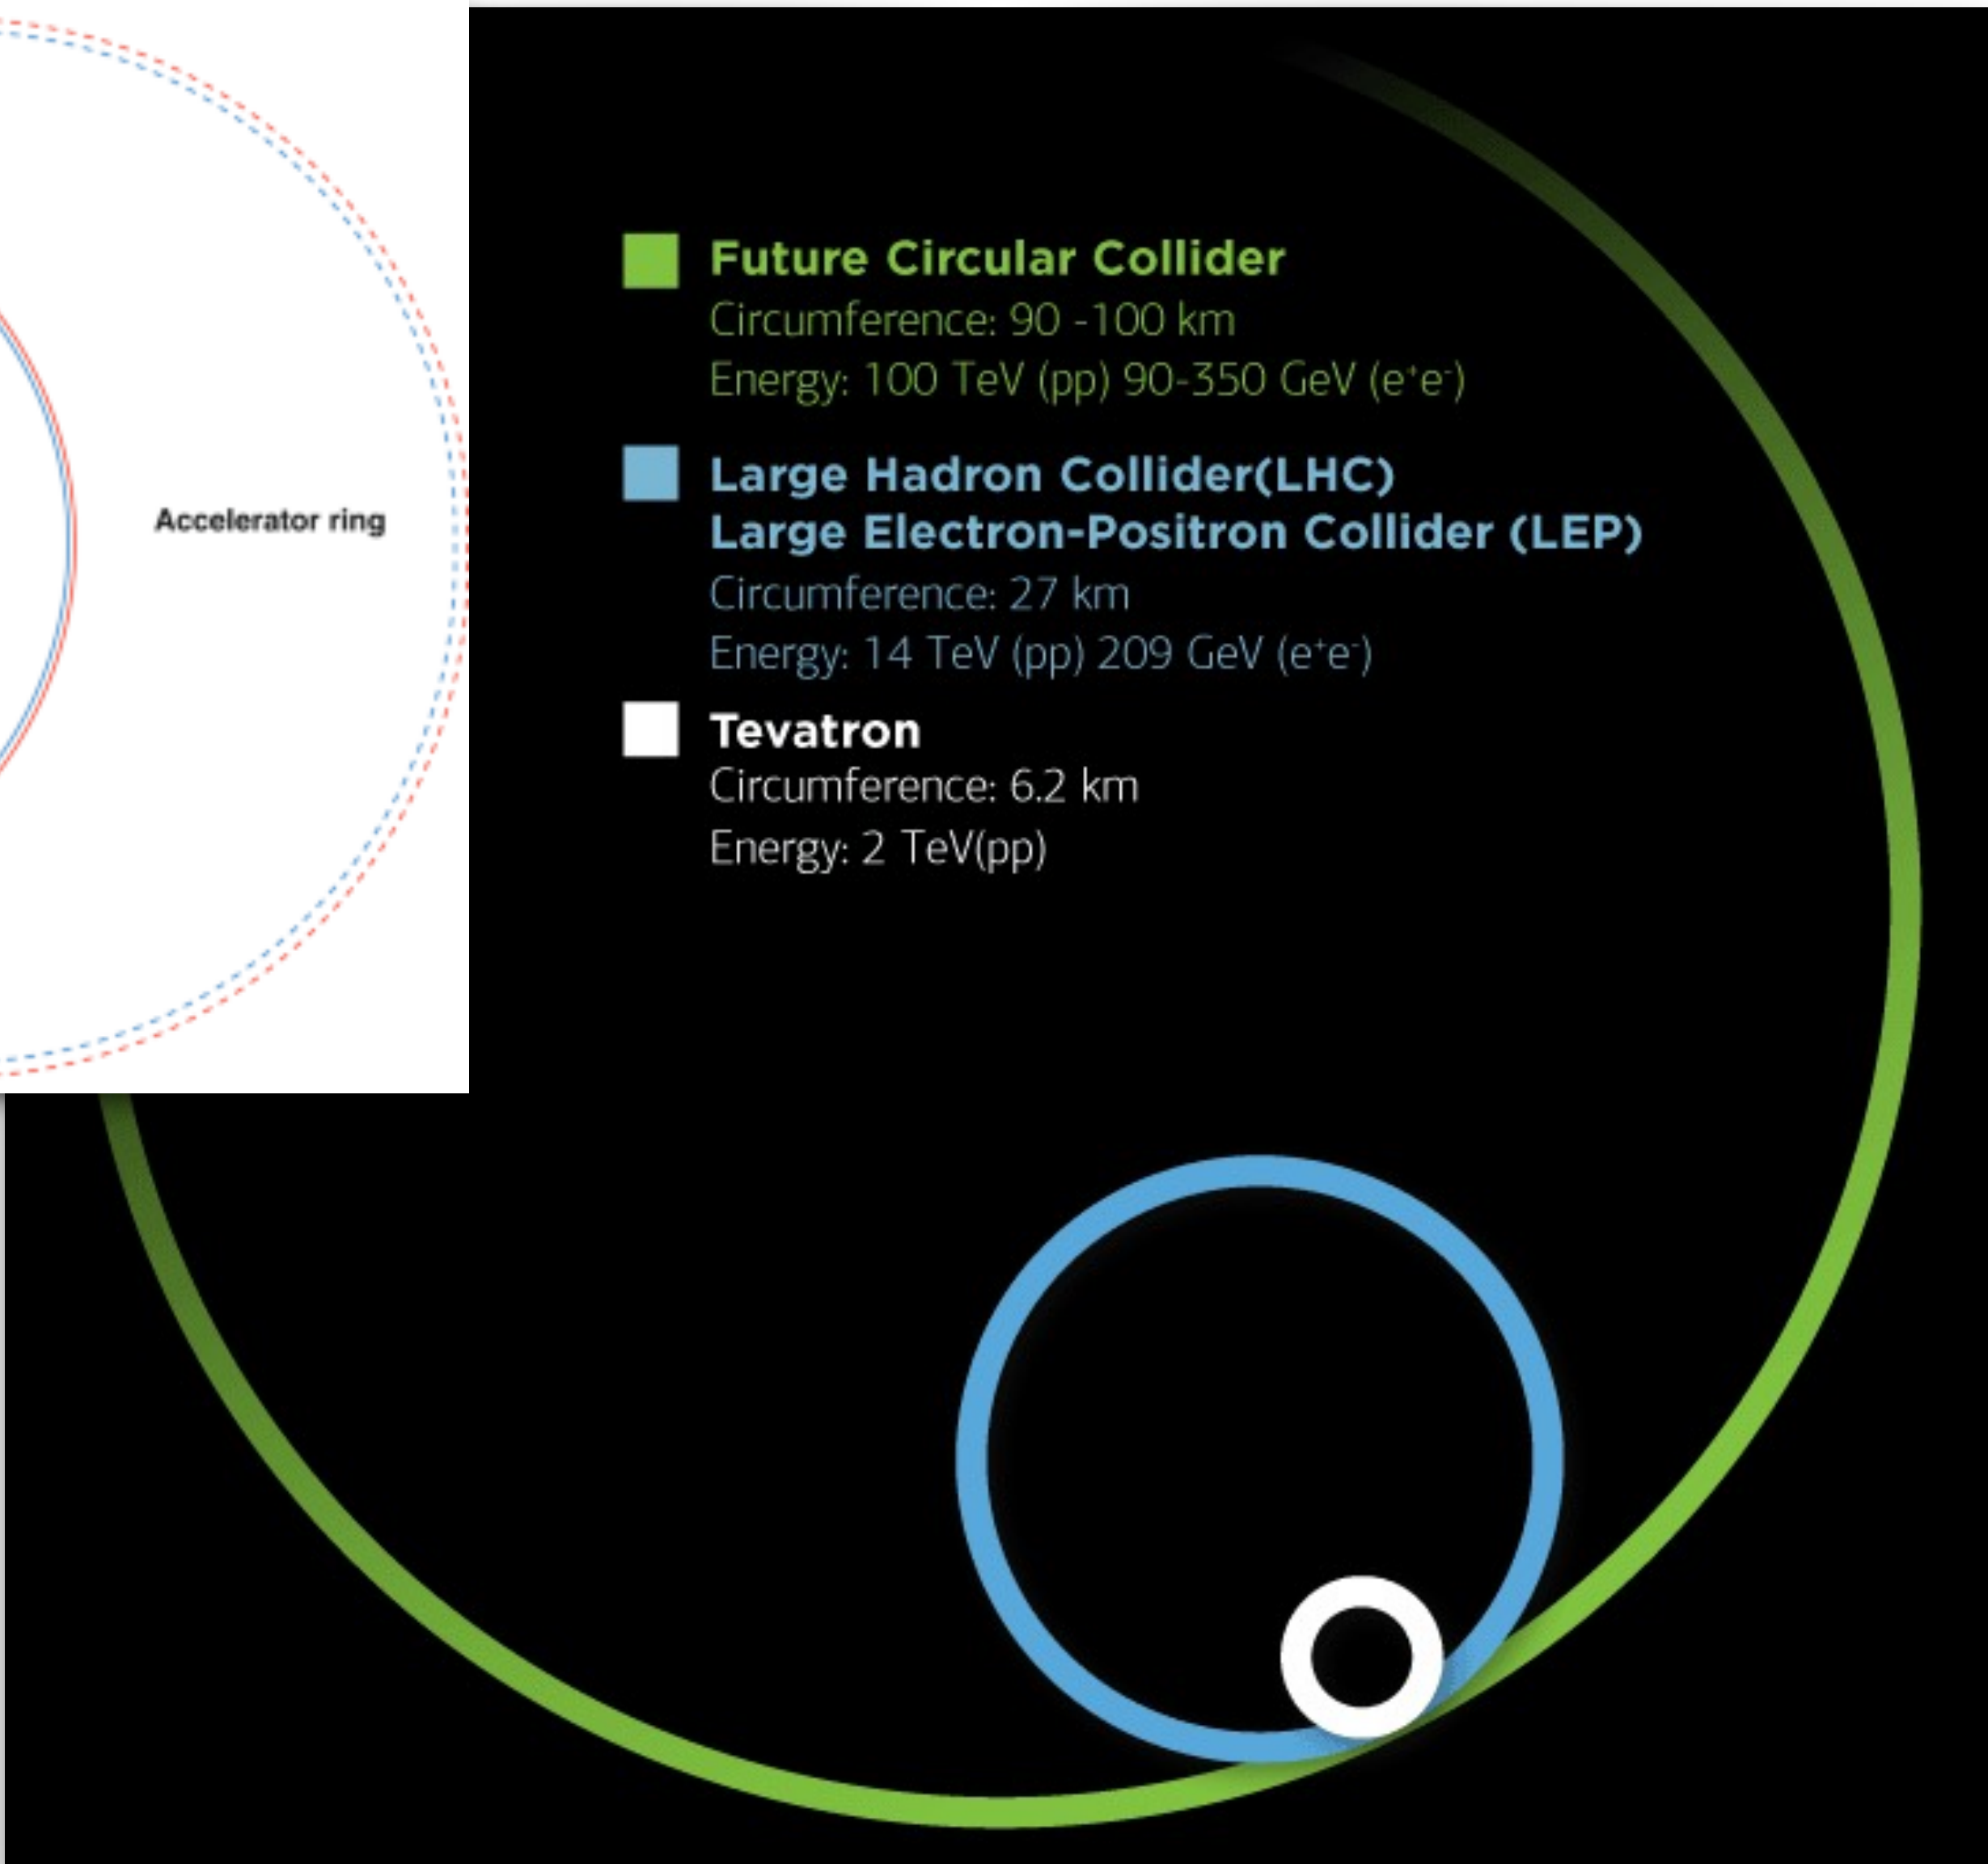 Accelerator ring
Future Circular Collider
Circumference: 90 -100 km
Energy: 100 TeV (pp) 90-350 GeV (e⁺e⁻)
Large Hadron Collider(LHC)
Large Electron-Positron Collider (LEP)
Circumference: 27 km
Energy: 14 TeV (pp) 209 GeV (e⁺e⁻)
Tevatron
Circumference: 6.2 km
Energy: 2 TeV(pp)